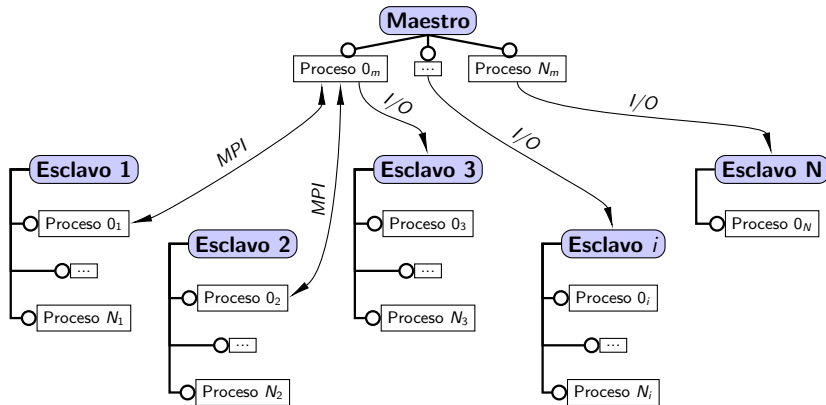 Maestro
Proceso 0m
...
Proceso Nm
MPI
MPI
I/O
I/O
I/O
Esclavo 1
Proceso 01
...
Proceso N1
Esclavo 2
Proceso 02
...
Proceso N2
Esclavo 3
Proceso 03
...
Proceso N3
Esclavo i
Proceso 0i
...
Proceso Ni
Esclavo N
Proceso 0N